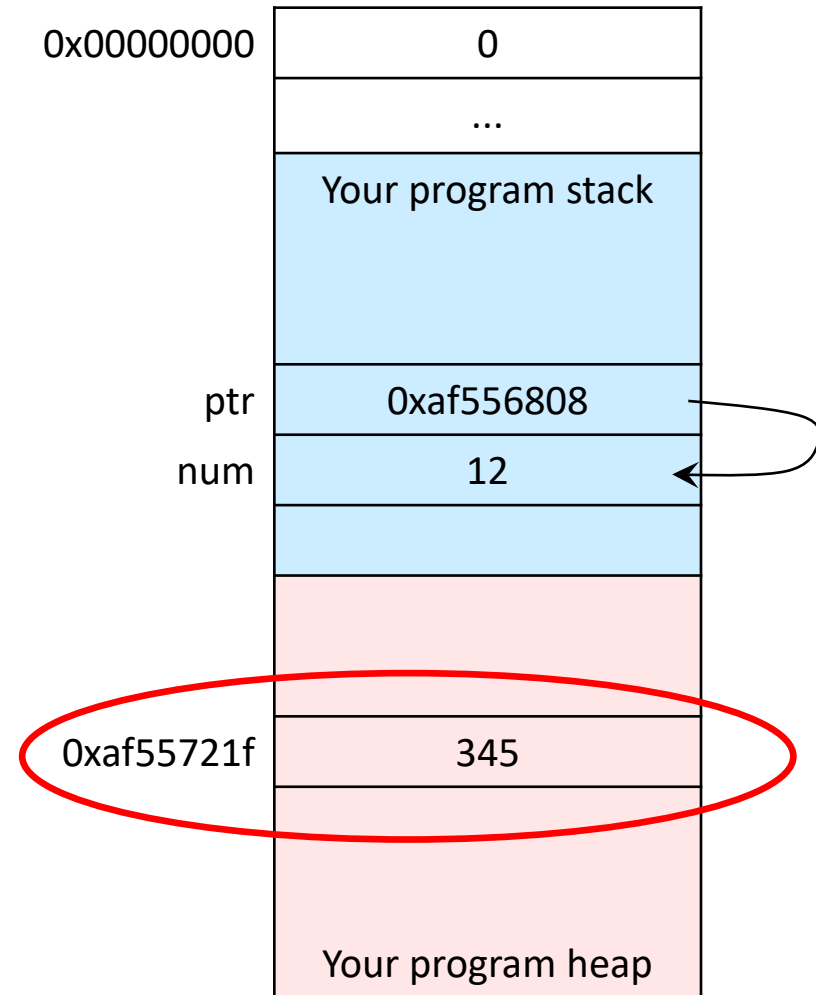 0x00000000 0
...
Your program stack
ptr 0xaf556808
num 12
0xaf55721f 345
Your program heap